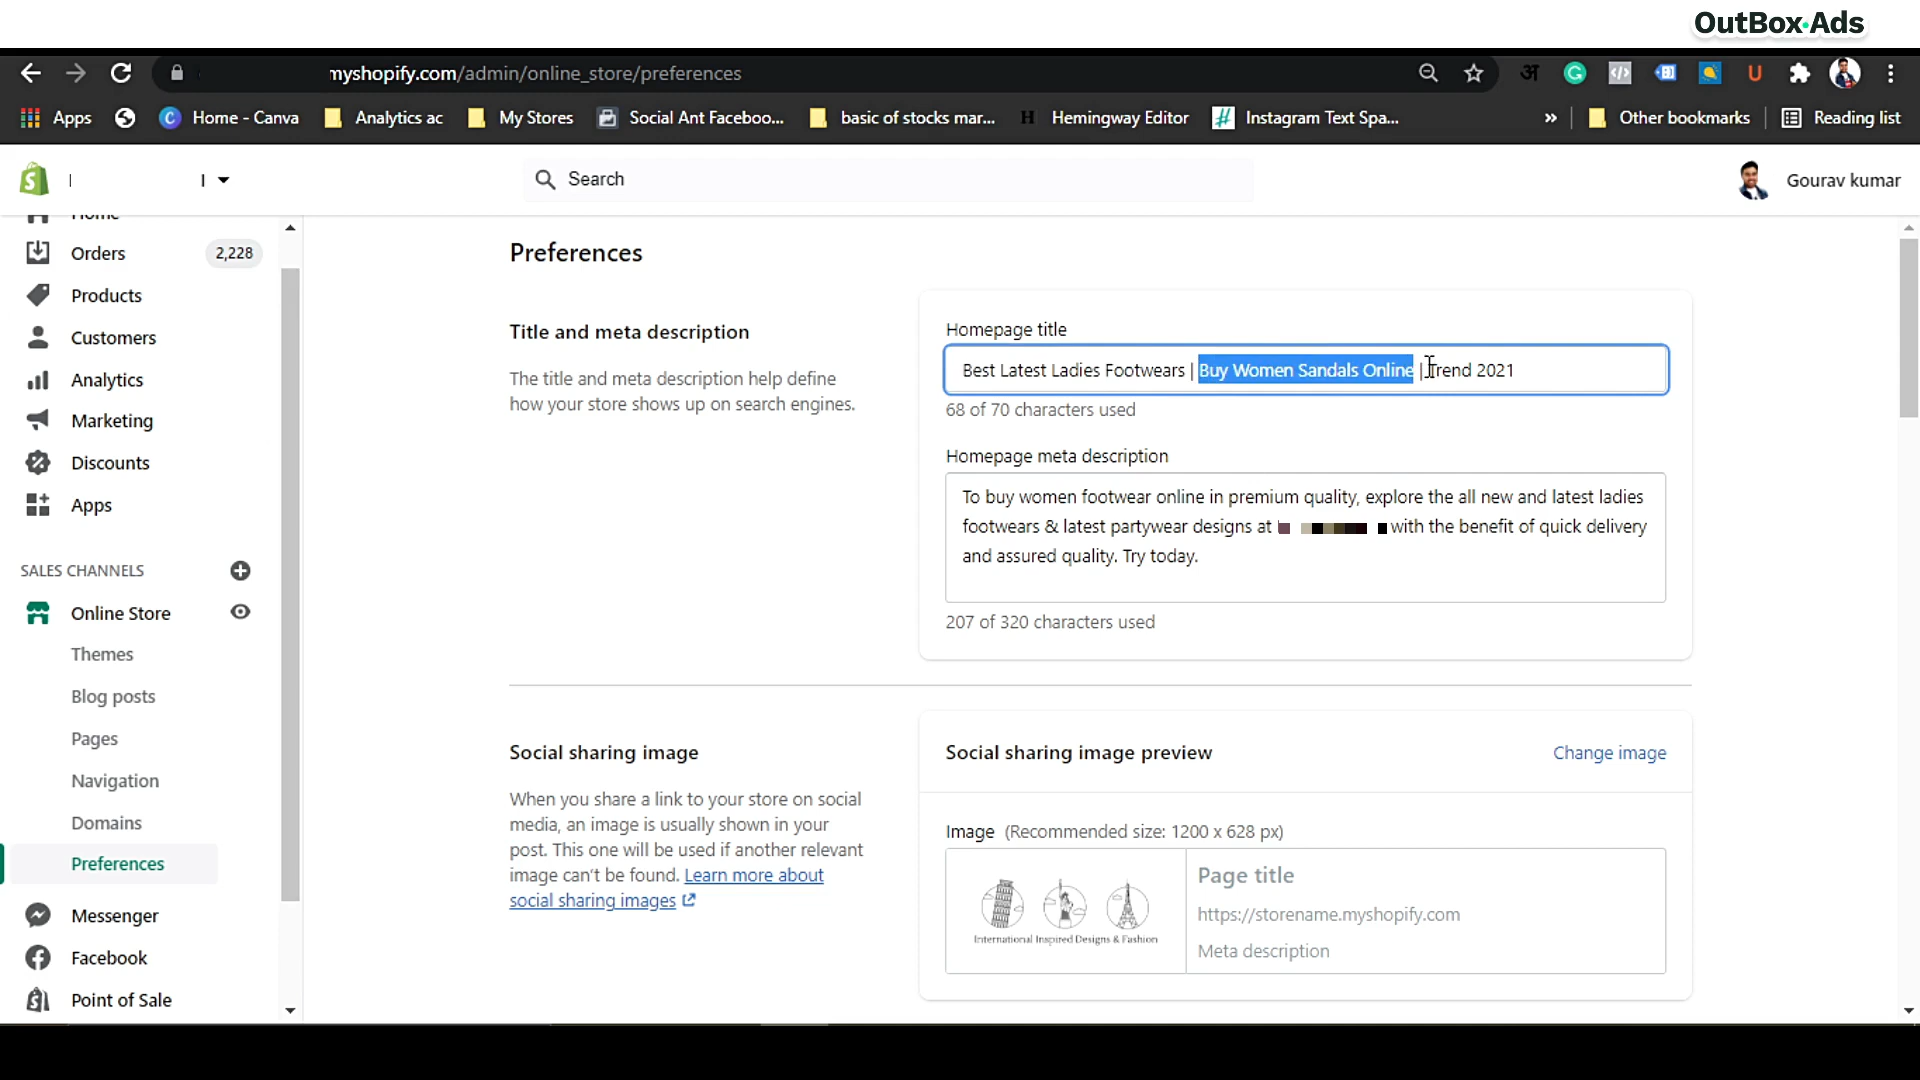 OutBox Ads
myshopify.com/admin/online_store/preferences
Apps
Home - Canva
Analytics ac
My Stores
Social Ant Faceboo...
basic of stocks mar...
Hemingway Editor
Instagram Text Spa...
»
Other bookmarks
Reading list
Search
Gourav kumar
Home
Orders
2,228
Products
Customers
Analytics
Marketing
Discounts
Apps
SALES CHANNELS
Online Store
Themes
Blog posts
Pages
Navigation
Domains
Preferences
Messenger
Facebook
Point of Sale
Preferences
Title and meta description
The title and meta description help define
how your store shows up on search engines.
Homepage title
Best Latest Ladies Footwears | Buy Women Sandals Online | Trend 2021
68 of 70 characters used
Homepage meta description
To buy women footwear online in premium quality, explore the all new and latest ladies
footwears & latest partywear designs at with the benefit of quick delivery
and assured quality. Try today.
207 of 320 characters used
Social sharing image
When you share a link to your store on social
media, an image is usually shown in your
post. This one will be used if another relevant
image can't be found. Learn more about
social sharing images
Social sharing image preview
Change image
Image (Recommended size: 1200 x 628 px)
International Inspired Designs & Fashion
Page title
https://storename.myshopify.com
Meta description